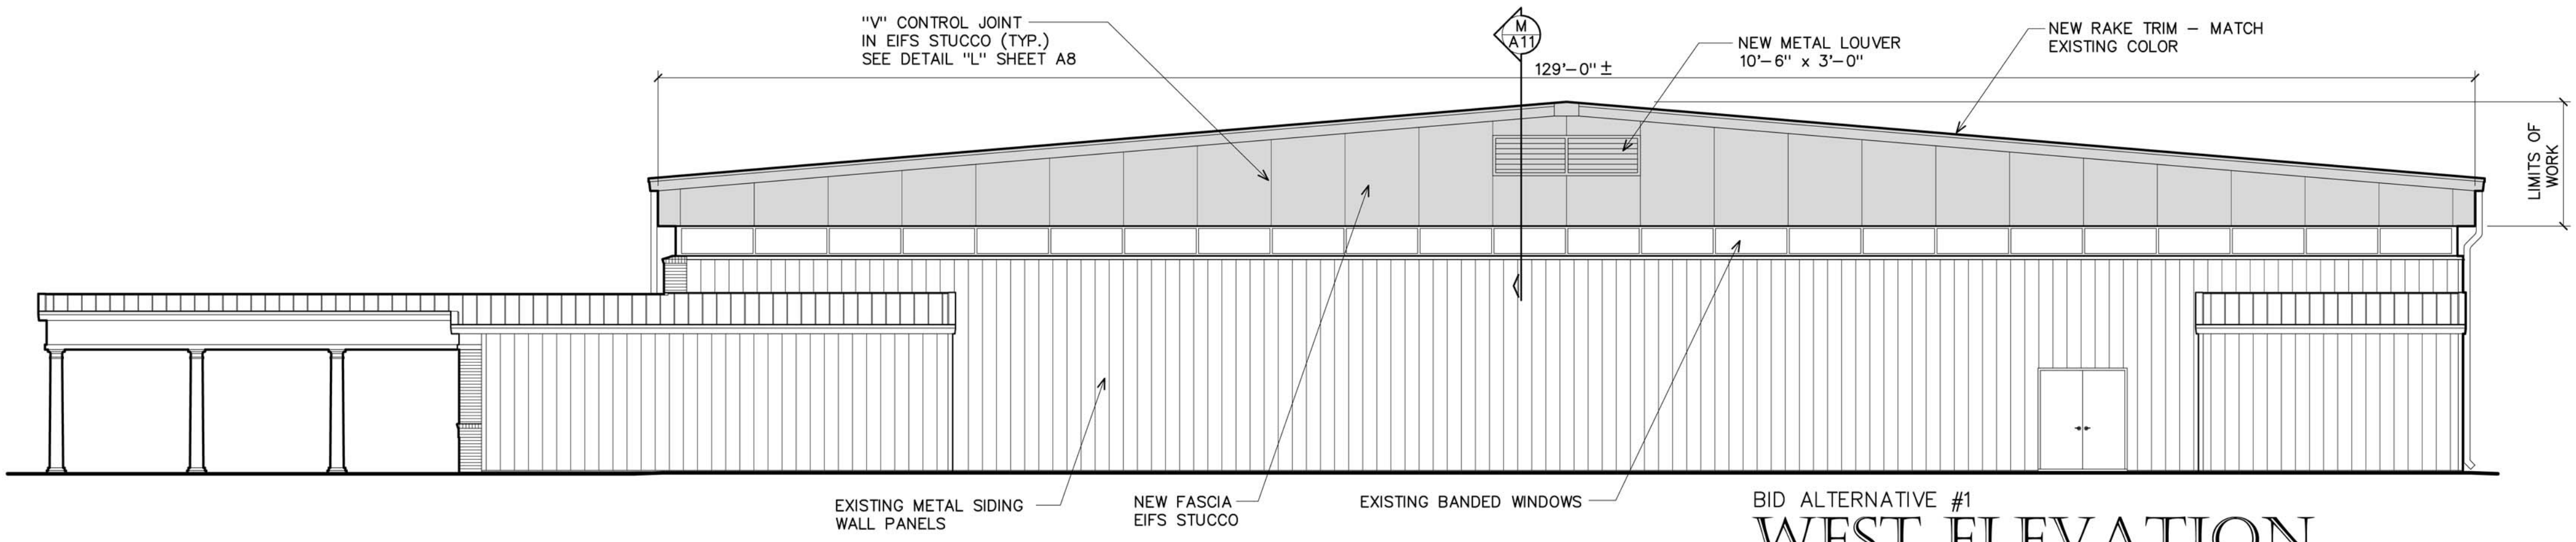 "V" CONTROL JOINT
IN EIFS STUCCO (TYP.)
SEE DETAIL "L" SHEET A8
M
A11
129'-0" ±
NEW METAL LOUVER
10'-6" x 3'-0"
NEW RAKE TRIM – MATCH
EXISTING COLOR
LIMITS OF
WORK
EXISTING METAL SIDING
WALL PANELS
NEW FASCIA
EIFS STUCCO
EXISTING BANDED WINDOWS
BID ALTERNATIVE #1
WEST ELEVATION